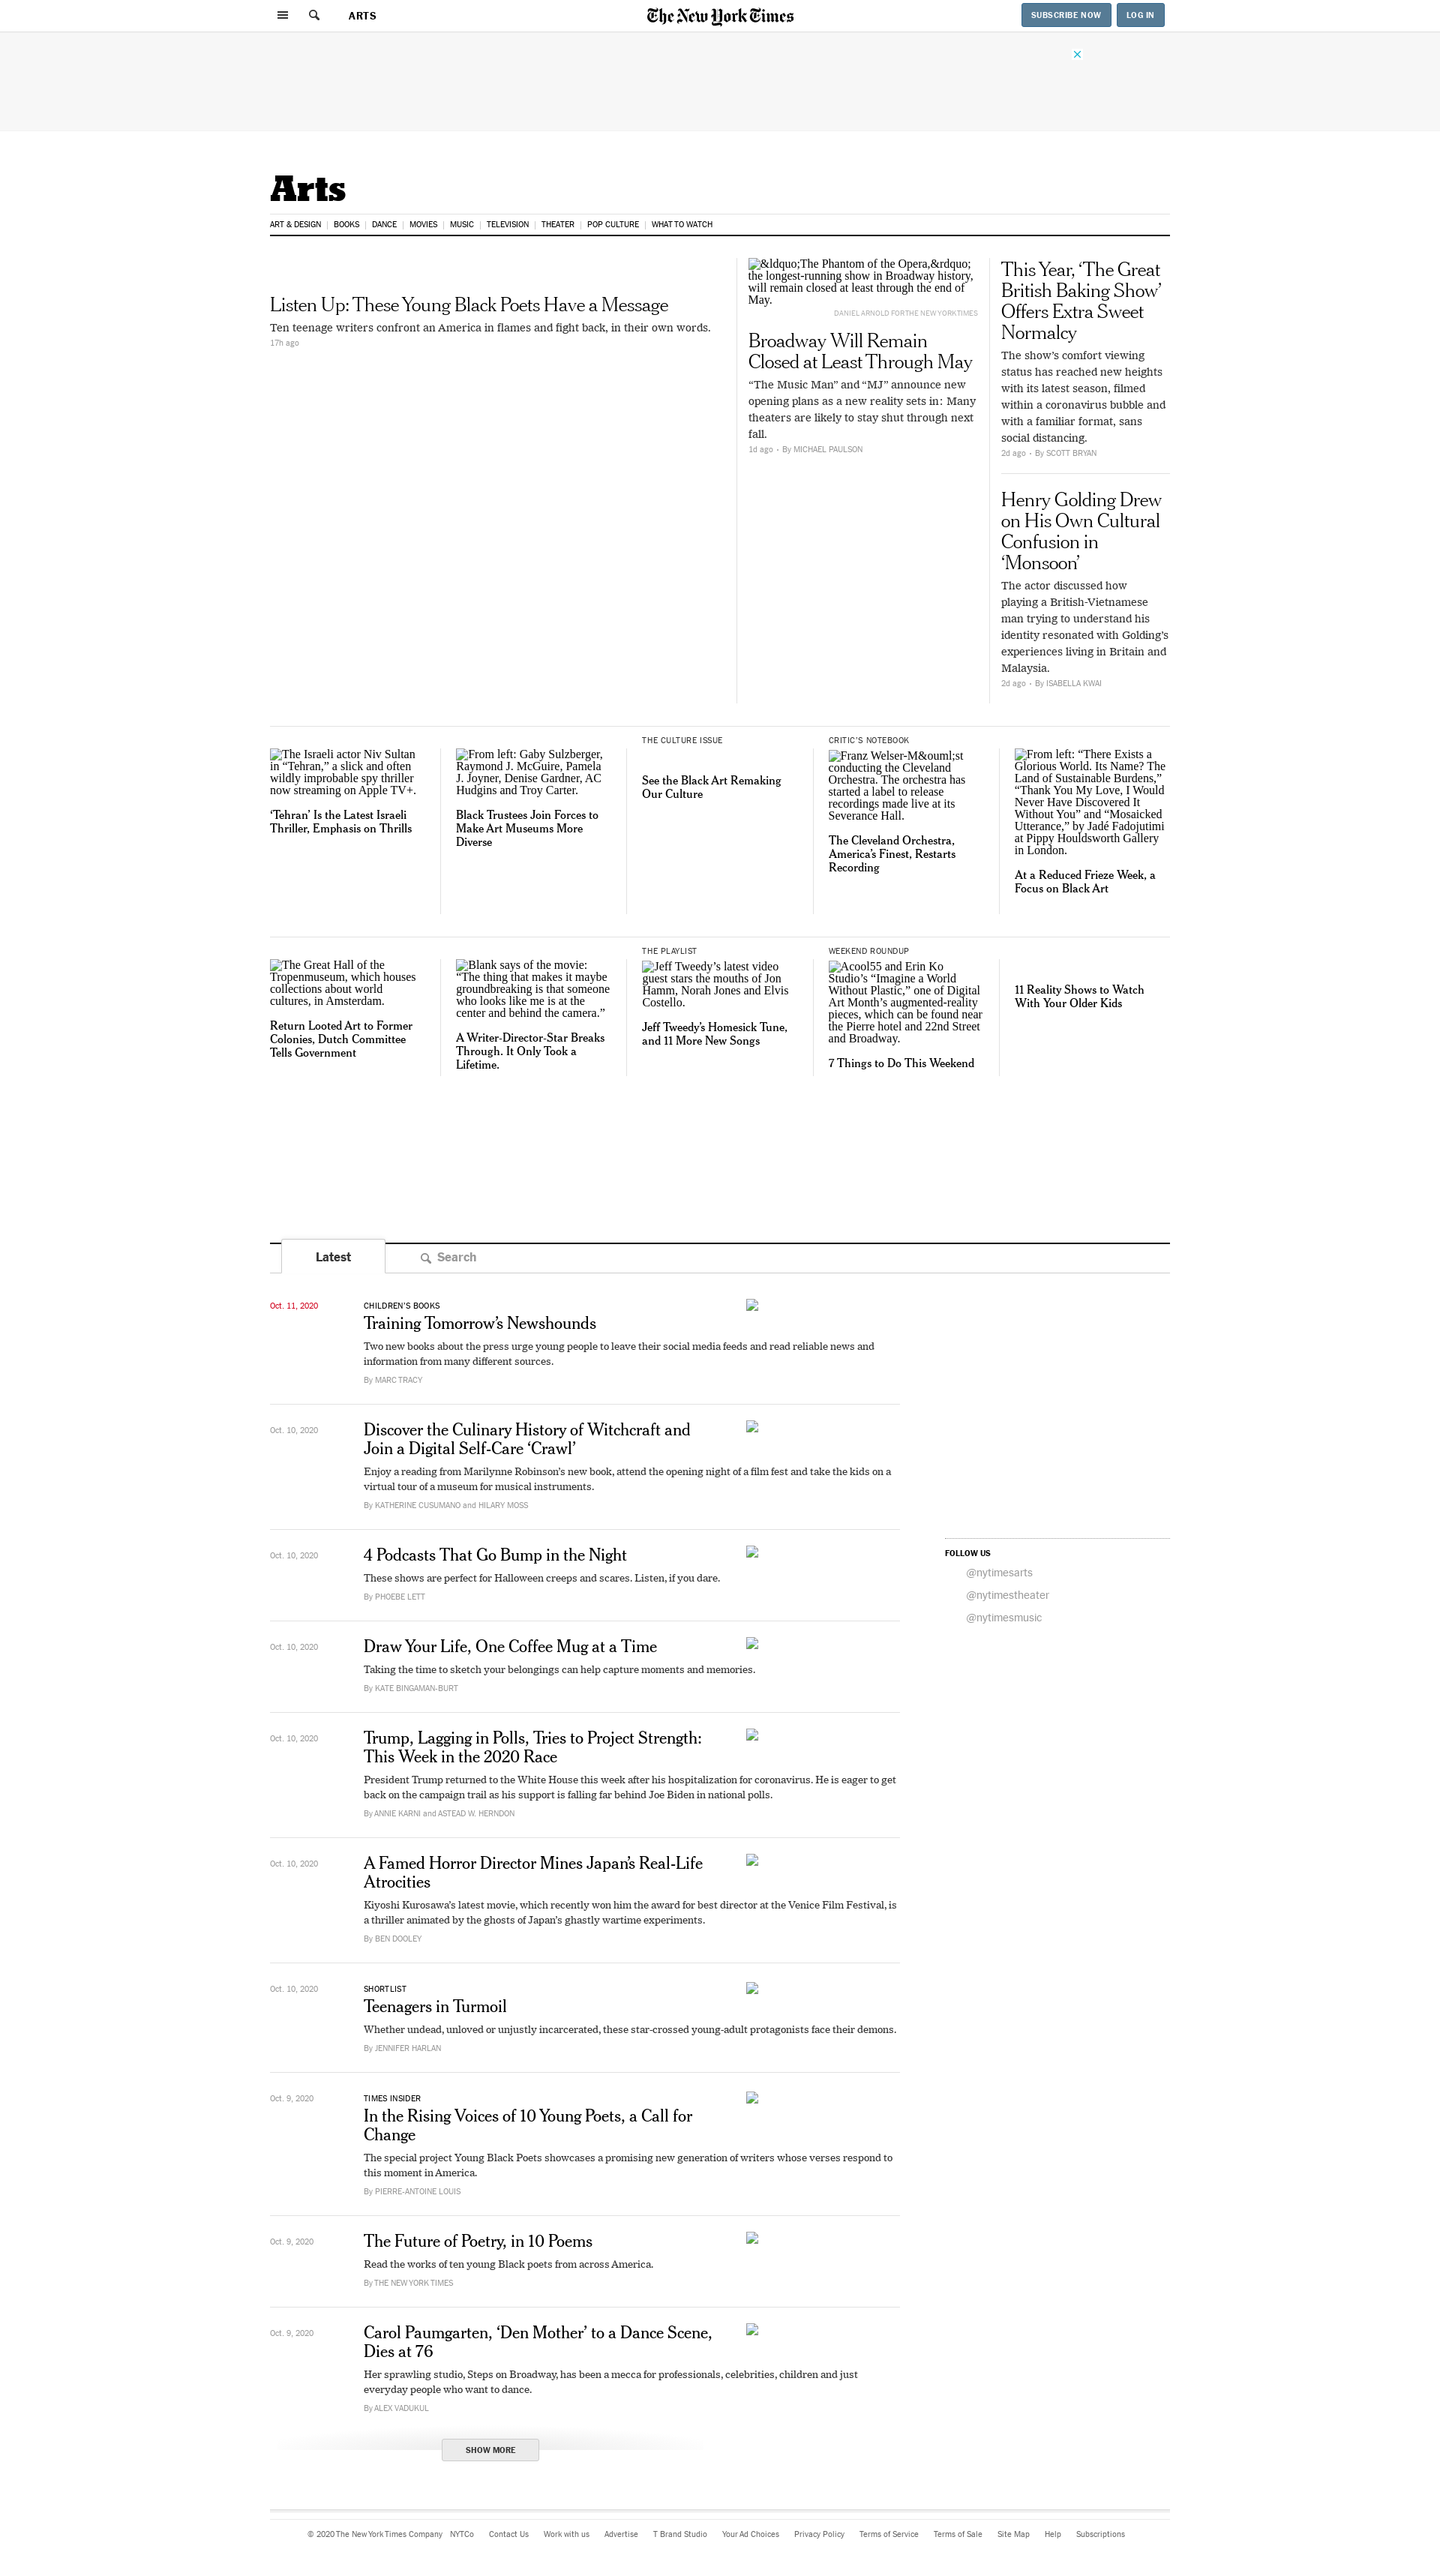 ARTS
The New York Times
SUBSCRIBE NOW
LOG IN
Arts
ART & DESIGN
BOOKS
DANCE
MOVIES
MUSIC
TELEVISION
THEATER
POP CULTURE
WHAT TO WATCH
Listen Up: These Young Black Poets Have a Message
Ten teenage writers confront an America in flames and fight back, in their own words.
17h ago
&ldquo;The Phantom of the Opera,&rdquo;
the longest-running show in Broadway history,
will remain closed at least through the end of
May.
DANIEL ARNOLD FOR THE NEW YORK TIMES
Broadway Will Remain
Closed at Least Through May
“The Music Man” and “MJ” announce new
opening plans as a new reality sets in: Many
theaters are likely to stay shut through next
fall.
1d ago • By MICHAEL PAULSON
This Year, ‘The Great
British Baking Show’
Offers Extra Sweet
Normalcy
The show’s comfort viewing
status has reached new heights
with its latest season, filmed
within a coronavirus bubble and
with a familiar format, sans
social distancing.
2d ago • By SCOTT BRYAN
Henry Golding Drew
on His Own Cultural
Confusion in
‘Monsoon’
The actor discussed how
playing a British-Vietnamese
man trying to understand his
identity resonated with Golding’s
experiences living in Britain and
Malaysia.
2d ago • By ISABELLA KWAI
The Israeli actor Niv Sultan
in “Tehran,” a slick and often
wildly improbable spy thriller
now streaming on Apple TV+.
‘Tehran’ Is the Latest Israeli
Thriller, Emphasis on Thrills
From left: Gaby Sulzberger,
Raymond J. McGuire, Pamela
J. Joyner, Denise Gardner, AC
Hudgins and Troy Carter.
Black Trustees Join Forces to
Make Art Museums More
Diverse
THE CULTURE ISSUE
See the Black Art Remaking
Our Culture
CRITIC’S NOTEBOOK
Franz Welser-M&ouml;st
conducting the Cleveland
Orchestra. The orchestra has
started a label to release
recordings made live at its
Severance Hall.
The Cleveland Orchestra,
America’s Finest, Restarts
Recording
From left: “There Exists a
Glorious World. Its Name? The
Land of Sustainable Burdens,”
“Thank You My Love, I Would
Never Have Discovered It
Without You” and “Mosaicked
Utterance,” by Jadé Fadojutimi
at Pippy Houldsworth Gallery
in London.
At a Reduced Frieze Week, a
Focus on Black Art
The Great Hall of the
Tropenmuseum, which houses
collections about world
cultures, in Amsterdam.
Return Looted Art to Former
Colonies, Dutch Committee
Tells Government
Blank says of the movie:
“The thing that makes it maybe
groundbreaking is that someone
who looks like me is at the
center and behind the camera.”
A Writer-Director-Star Breaks
Through. It Only Took a
Lifetime.
THE PLAYLIST
Jeff Tweedy’s latest video
guest stars the mouths of Jon
Hamm, Norah Jones and Elvis
Costello.
Jeff Tweedy’s Homesick Tune,
and 11 More New Songs
WEEKEND ROUNDUP
Acool55 and Erin Ko
Studio’s “Imagine a World
Without Plastic,” one of Digital
Art Month’s augmented-reality
pieces, which can be found near
the Pierre hotel and 22nd Street
and Broadway.
7 Things to Do This Weekend
11 Reality Shows to Watch
With Your Older Kids
Latest
Search
Oct. 11, 2020
CHILDREN’S BOOKS
Training Tomorrow’s Newshounds
Two new books about the press urge young people to leave their social media feeds and read reliable news and
information from many different sources.
By MARC TRACY
Oct. 10, 2020
Discover the Culinary History of Witchcraft and
Join a Digital Self-Care ‘Crawl’
Enjoy a reading from Marilynne Robinson’s new book, attend the opening night of a film fest and take the kids on a
virtual tour of a museum for musical instruments.
By KATHERINE CUSUMANO and HILARY MOSS
Oct. 10, 2020
4 Podcasts That Go Bump in the Night
These shows are perfect for Halloween creeps and scares. Listen, if you dare.
By PHOEBE LETT
Oct. 10, 2020
Draw Your Life, One Coffee Mug at a Time
Taking the time to sketch your belongings can help capture moments and memories.
By KATE BINGAMAN-BURT
Oct. 10, 2020
Trump, Lagging in Polls, Tries to Project Strength:
This Week in the 2020 Race
President Trump returned to the White House this week after his hospitalization for coronavirus. He is eager to get
back on the campaign trail as his support is falling far behind Joe Biden in national polls.
By ANNIE KARNI and ASTEAD W. HERNDON
Oct. 10, 2020
A Famed Horror Director Mines Japan’s Real-Life
Atrocities
Kiyoshi Kurosawa’s latest movie, which recently won him the award for best director at the Venice Film Festival, is
a thriller animated by the ghosts of Japan’s ghastly wartime experiments.
By BEN DOOLEY
Oct. 10, 2020
SHORTLIST
Teenagers in Turmoil
Whether undead, unloved or unjustly incarcerated, these star-crossed young-adult protagonists face their demons.
By JENNIFER HARLAN
Oct. 9, 2020
TIMES INSIDER
In the Rising Voices of 10 Young Poets, a Call for
Change
The special project Young Black Poets showcases a promising new generation of writers whose verses respond to
this moment in America.
By PIERRE-ANTOINE LOUIS
Oct. 9, 2020
The Future of Poetry, in 10 Poems
Read the works of ten young Black poets from across America.
By THE NEW YORK TIMES
Oct. 9, 2020
Carol Paumgarten, ‘Den Mother’ to a Dance Scene,
Dies at 76
Her sprawling studio, Steps on Broadway, has been a mecca for professionals, celebrities, children and just
everyday people who want to dance.
By ALEX VADUKUL
SHOW MORE
FOLLOW US
@nytimesarts
@nytimestheater
@nytimesmusic
© 2020 The New York Times Company NYTCo Contact Us Work with us Advertise T Brand Studio Your Ad Choices Privacy Policy Terms of Service Terms of Sale Site Map Help Subscriptions